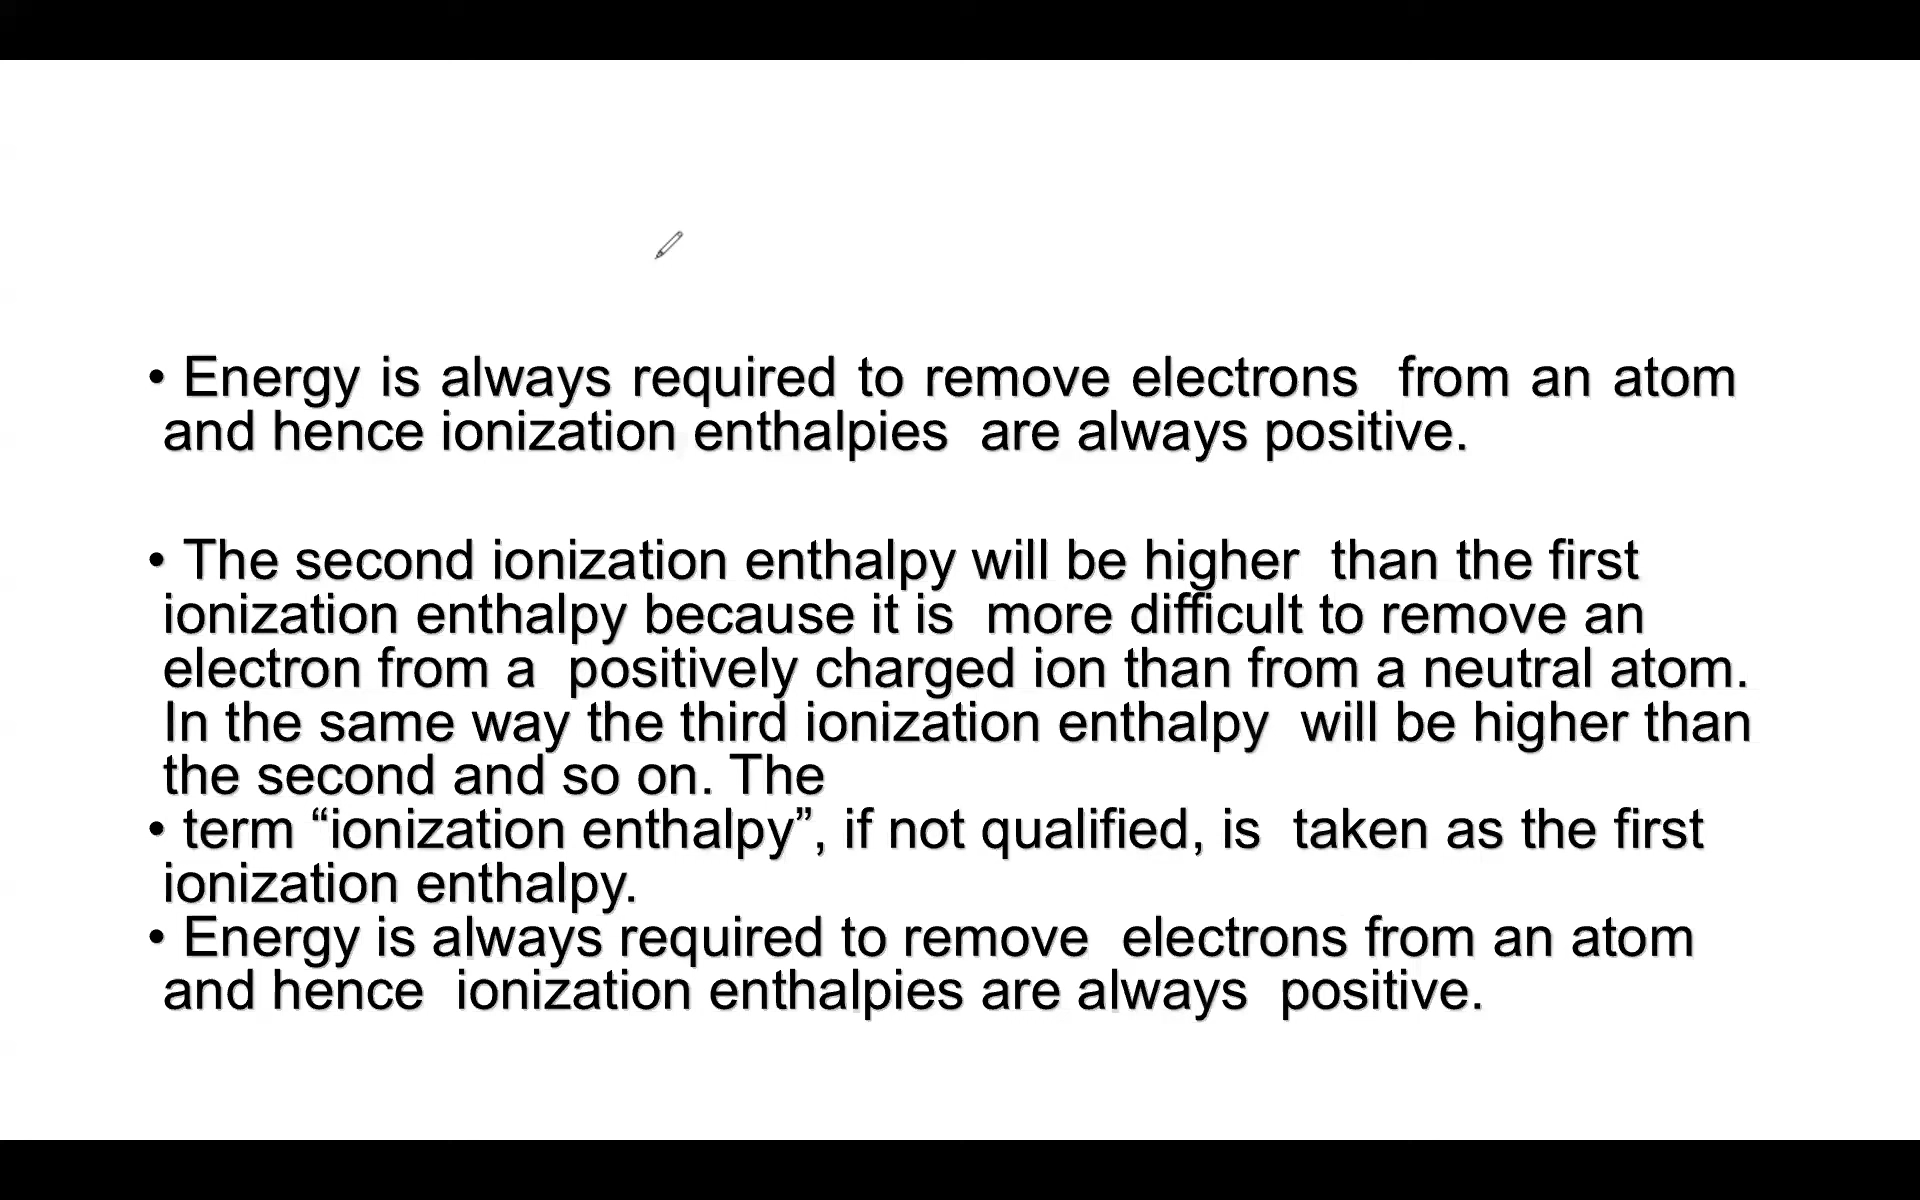 • Energy is always required to remove electrons from an atom
and hence ionization enthalpies are always positive.
• The second ionization enthalpy will be higher than the first
ionization enthalpy because it is more difficult to remove an
electron from a positively charged ion than from a neutral atom.
In the same way the third ionization enthalpy will be higher than
the second and so on. The
• term “ionization enthalpy”, if not qualified, is taken as the first
ionization enthalpy.
• Energy is always required to remove electrons from an atom
and hence ionization enthalpies are always positive.